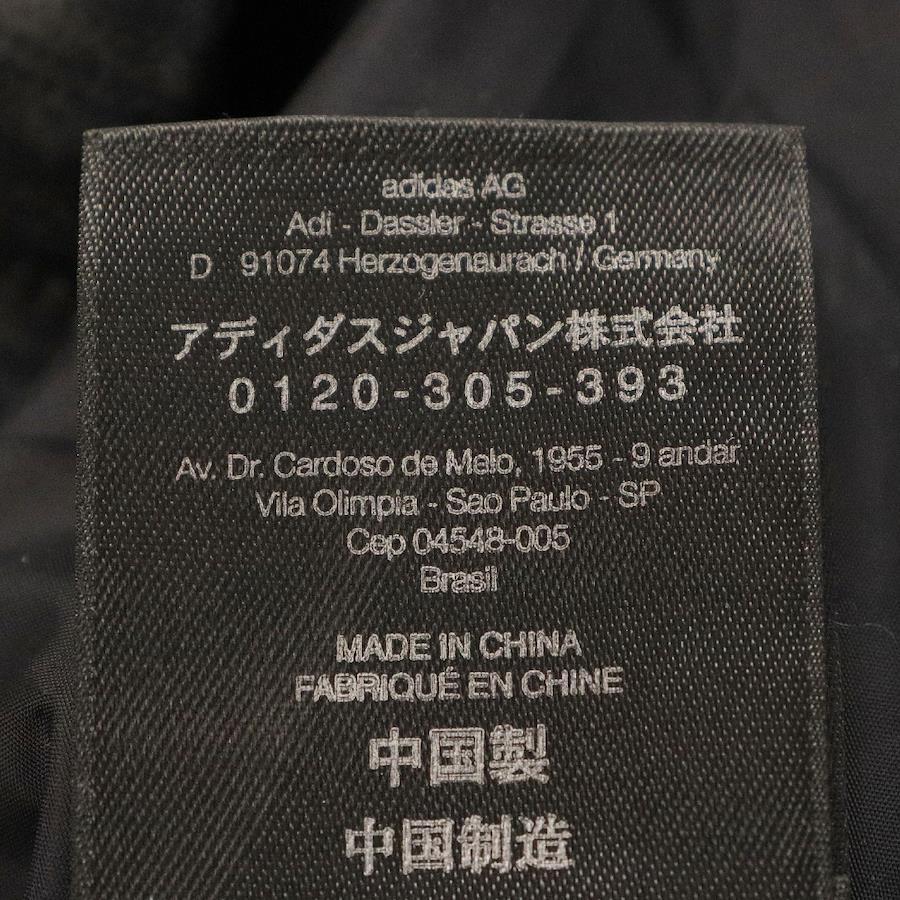 adidas AG
Adi - Dassler - Strasse 1
D 91074 Herzogenaurach / Germany
アディダスジャパン株式会社
0120-305-393
Av. Dr. Cardoso de Melo, 1955 - 9 andar
Vila Olimpia - Sao Paulo - SP
Cep 04548-005
Brasil
MADE IN CHINA
FABRIQUÉ EN CHINE
中国製
中国制造